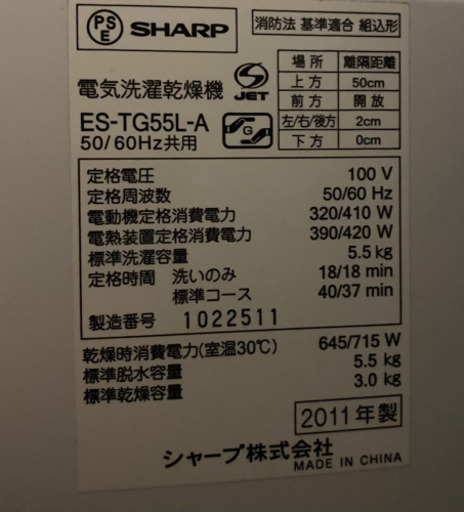 PS
E
SHARP
消防法 基準適合 組込形
電気洗濯乾燥機
S
JET
場所 離隔距離
上方 50cm
前方 開放
左/右/後方 2cm
下方 0cm
ES-TG55L-A
G
50/60Hz共用
定格電圧 100 V
定格周波数 50/60 Hz
電動機定格消費電力 320/410 W
電熱装置定格消費電力 390/420 W
標準洗濯容量 5.5 kg
定格時間 洗いのみ 18/18 min
標準コース 40/37 min
製造番号 1022511
乾燥時消費電力(室温30℃) 645/715 W
標準脱水容量 5.5 kg
標準乾燥容量 3.0 kg
2011年製
シャープ株式会社
MADE IN CHINA